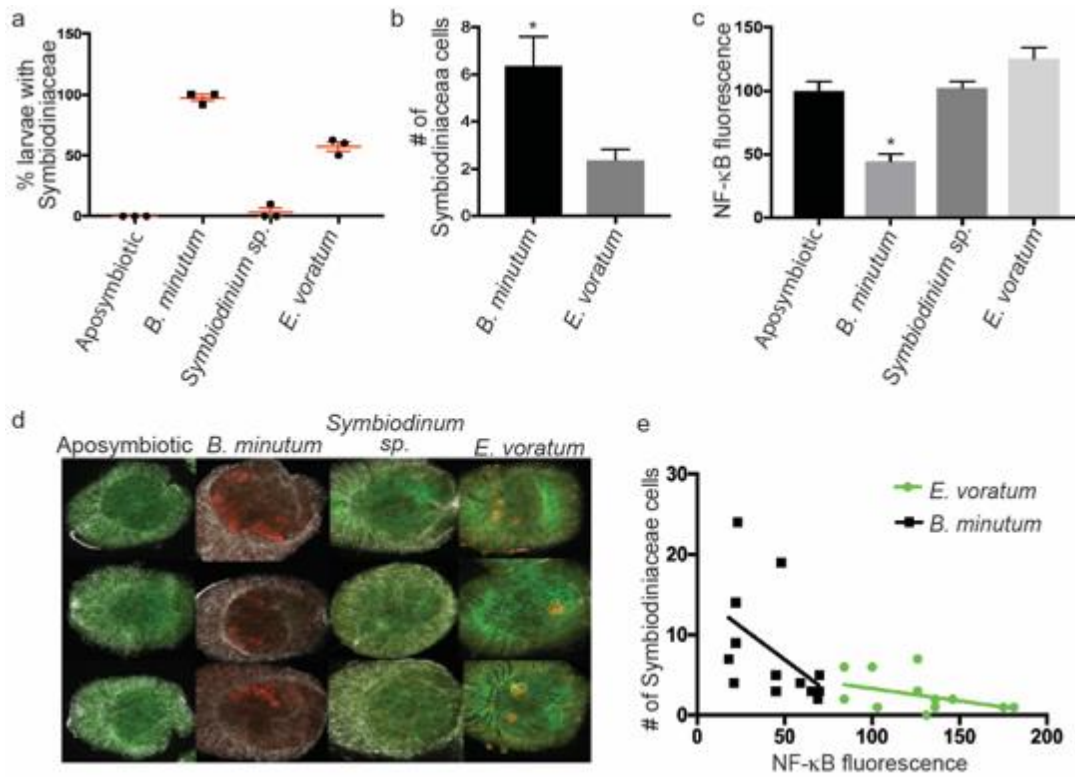 a
% larvae with
Symbiodiniaceae
150
100
50
0
Aposymbiotic
B. minutum
Symbiodinium sp.
E. voratum
b
# of
Symbiodiniaceaa cells
8
6
4
2
0
*
B. minutum
E. voratum
c
NF-κB fluorescence
150
100
50
0
*
Aposymbiotic
B. minutum
Symbiodinium sp.
E. voratum
d
Aposymbiotic
B. minutum
Symbiodinum
sp.
E. voratum
e
# of Symbiodiniaceae cells
30
20
10
0
0
50
100
150
200
NF-κB fluorescence
E. voratum
B. minutum